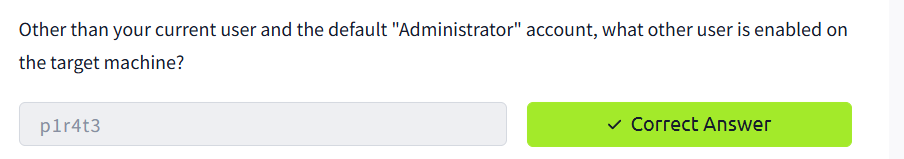 Other than your current user and the default "Administrator" account, what other user is enabled on
the target machine?
p1r4t3
✓ Correct Answer